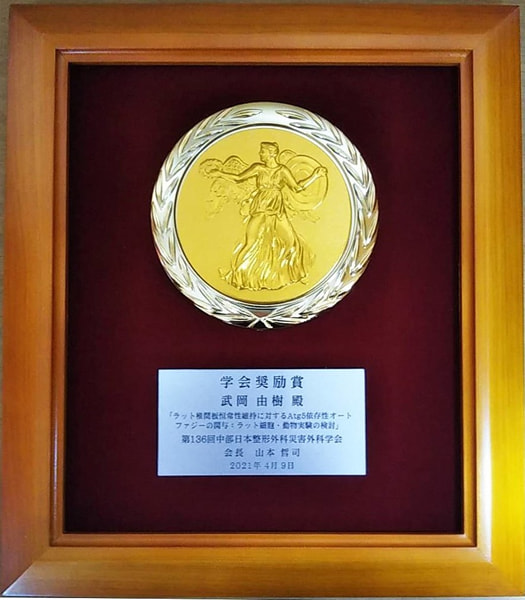 学会奨励賞
武岡 由樹 殿
「ラット椎間板恒常性維持に対するAtg5依存性オート
ファジーの関与：ラット細胞・動物実験の検討」
第136回中部日本整形外科災害外科学会
会長 山本 哲司
2021年 4月 9日